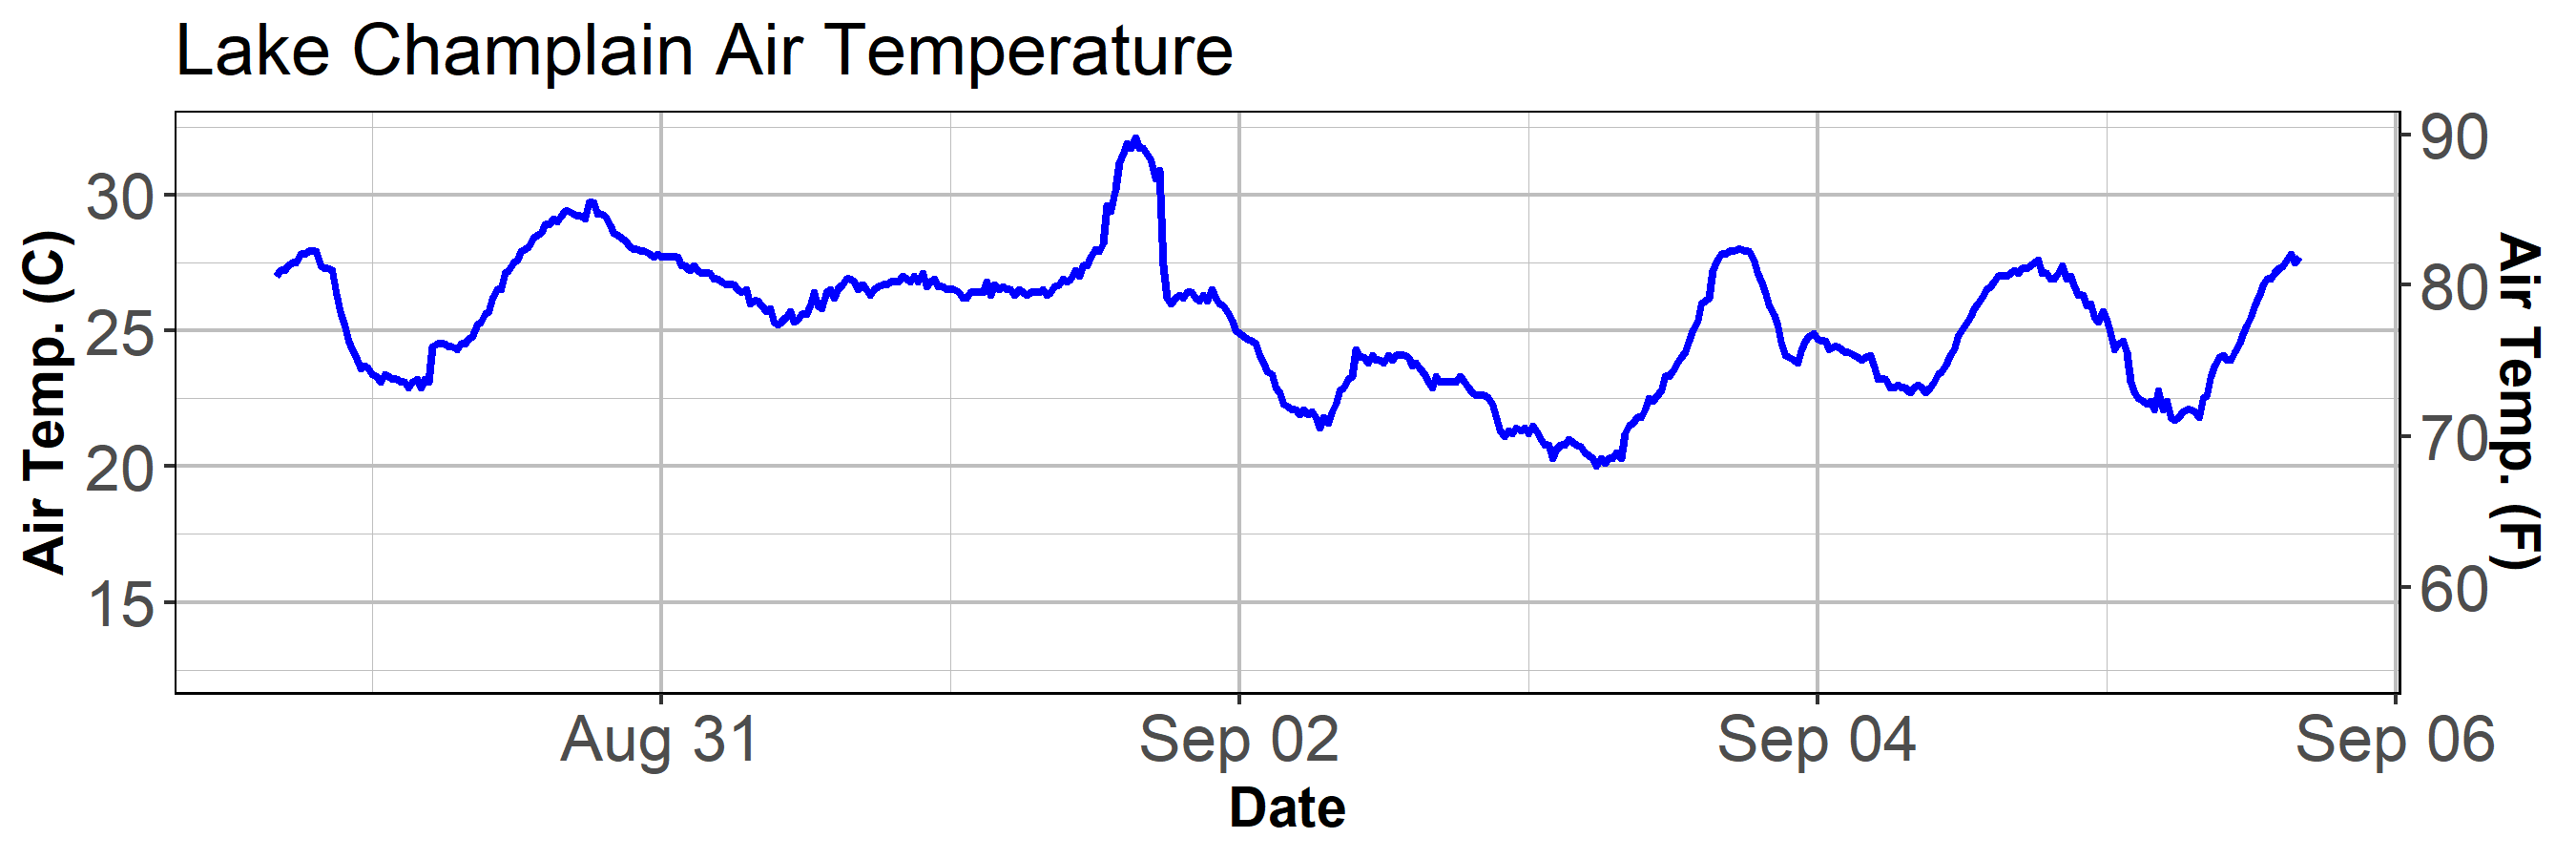 Lake Champlain Air Temperature
Air Temp. (C)
30
25
20
15
90
80
70
60
Air Temp. (F)
Aug 31
Sep 02
Sep 04
Sep 06
Date